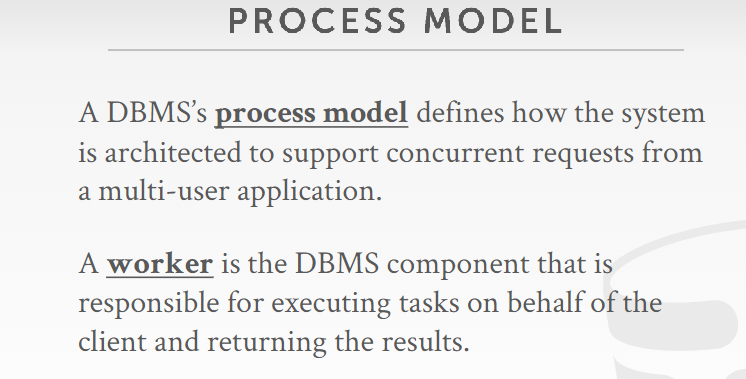 PROCESS MODEL
A DBMS’s process model defines how the system
is architected to support concurrent requests from
a multi-user application.
A worker is the DBMS component that is
responsible for executing tasks on behalf of the
client and returning the results.